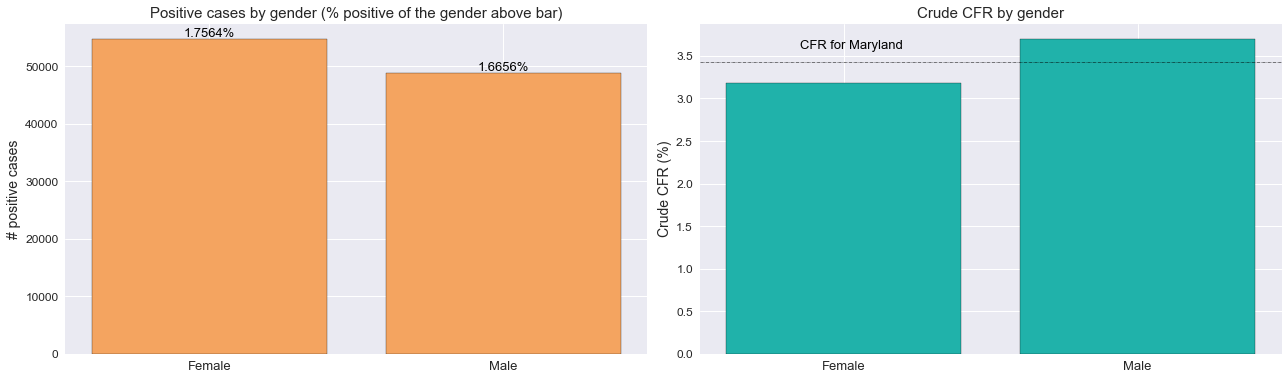 Positive cases by gender (% positive of the gender above bar)
# positive cases
50000
40000
30000
20000
10000
0
1.7564%
1.6656%
Female
Male
Crude CFR by gender
Crude CFR (%)
3.5
3.0
2.5
2.0
1.5
1.0
0.5
0.0
CFR for Maryland
Female
Male